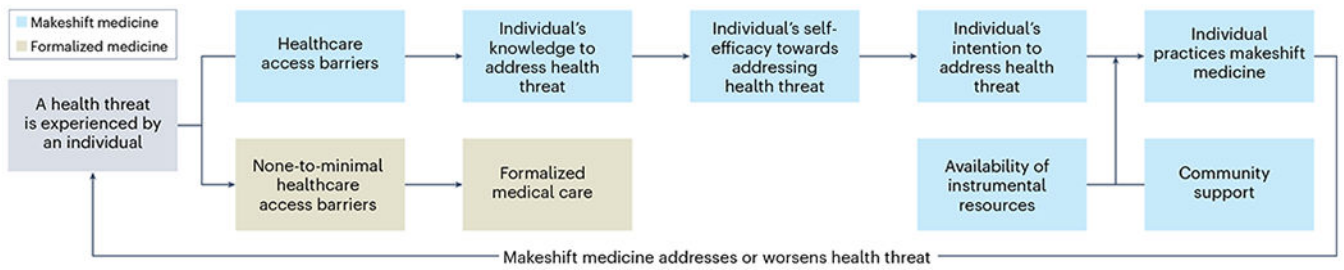 Makeshift medicine
Formalized medicine
A health threat
is experienced by
an individual
Healthcare
access barriers
Individual's
knowledge to
address health
threat
Individual's self-
efficacy towards
addressing
health threat
Individual's
intention to
address health
threat
Individual
practices makeshift
medicine
None-to-minimal
healthcare
access barriers
Formalized
medical care
Availability of
instrumental
resources
Community
support
Makeshift medicine addresses or worsens health threat